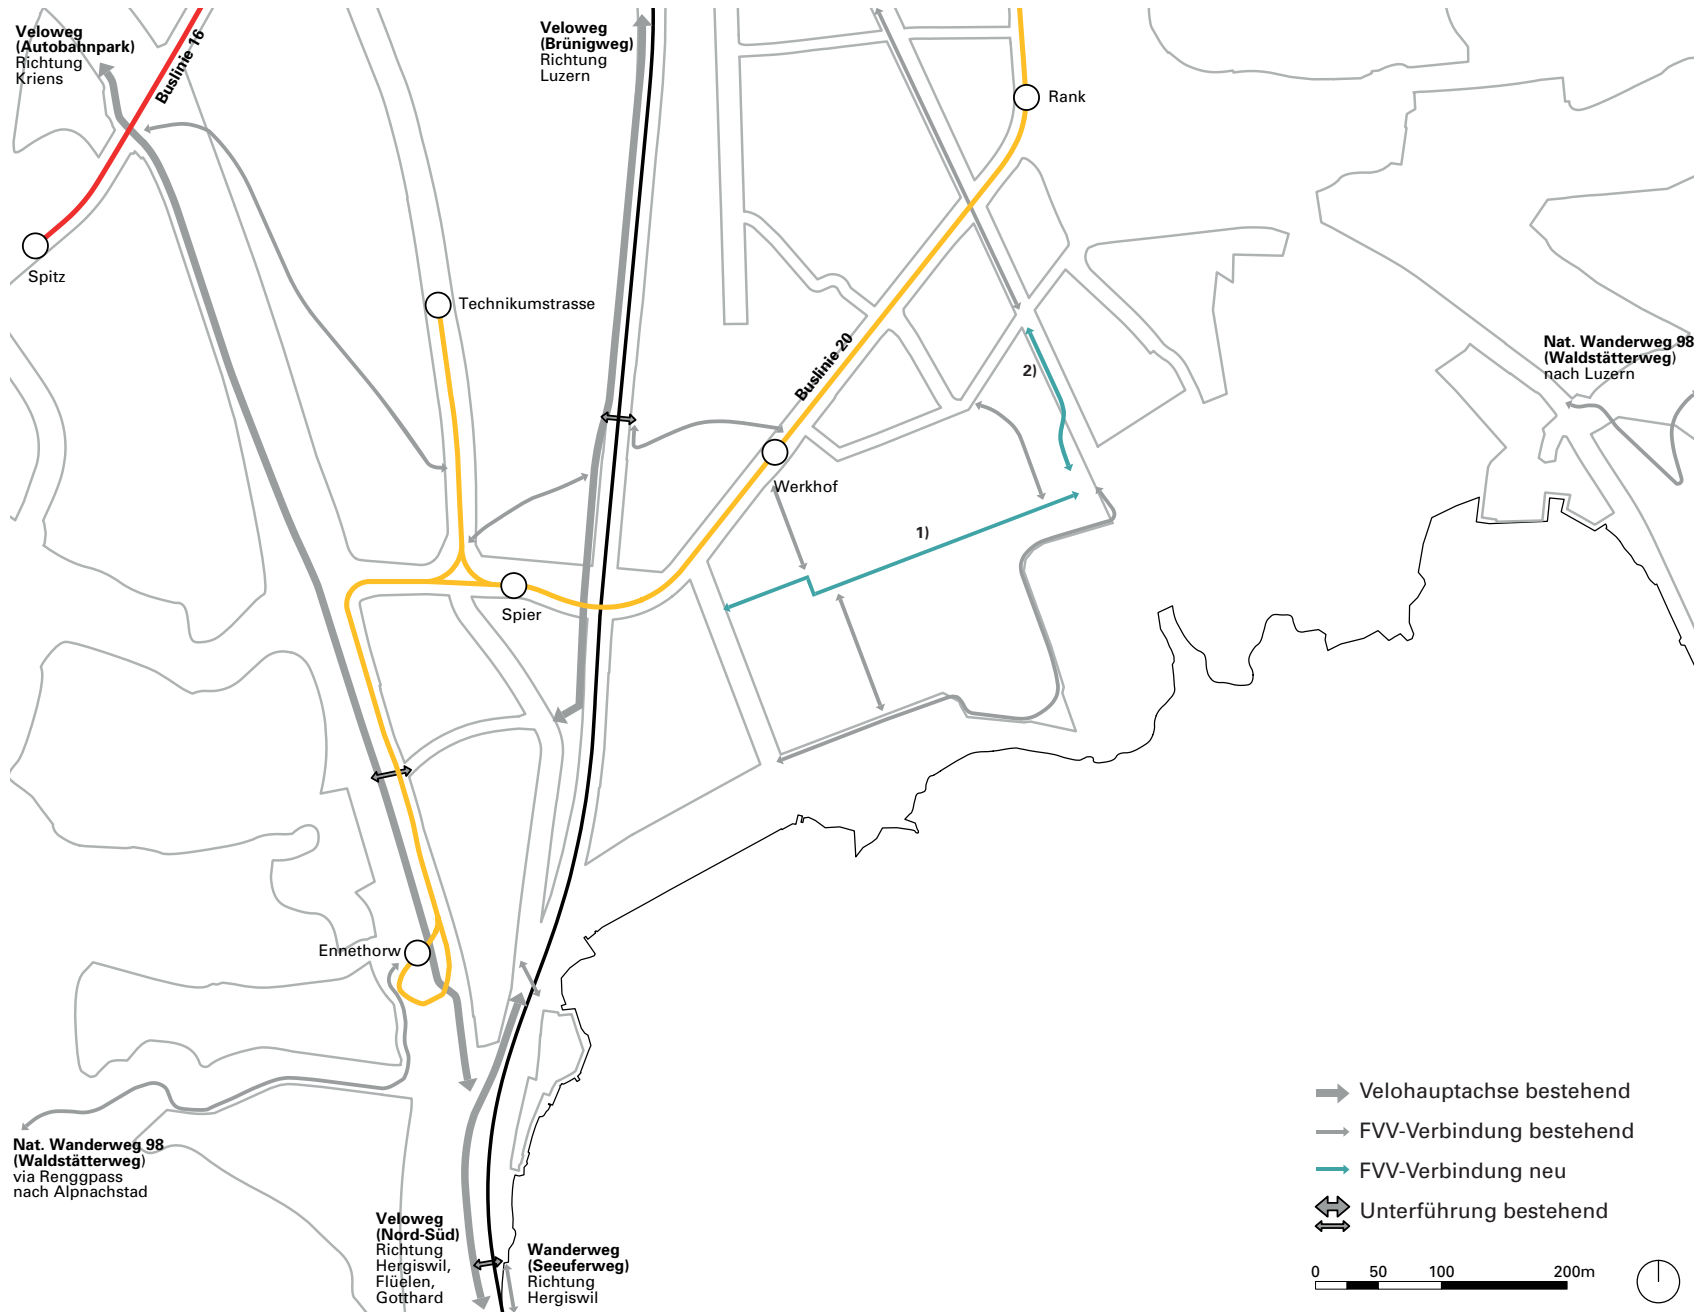 Veloweg
(Autobahnpark)
Richtung
Kriens
Buslinie 16
Veloweg
(Brünigweg)
Richtung
Luzern
Rank
Spitz
Technikumstrasse
Buslinie 20
2)
Nat. Wanderweg 98
(Waldstätterweg)
nach Luzern
Werkhof
1)
Spier
Ennethorw
Nat. Wanderweg 98
(Waldstätterweg)
via Renggpass
nach Alpnachstad
Veloweg
(Nord-Süd)
Richtung
Hergiswil,
Flüelen,
Gotthard
Wanderweg
(Seeuferweg)
Richtung
Hergiswil
Velohauptachse bestehend
FVV-Verbindung bestehend
FVV-Verbindung neu
Unterführung bestehend
0 50 100 200m